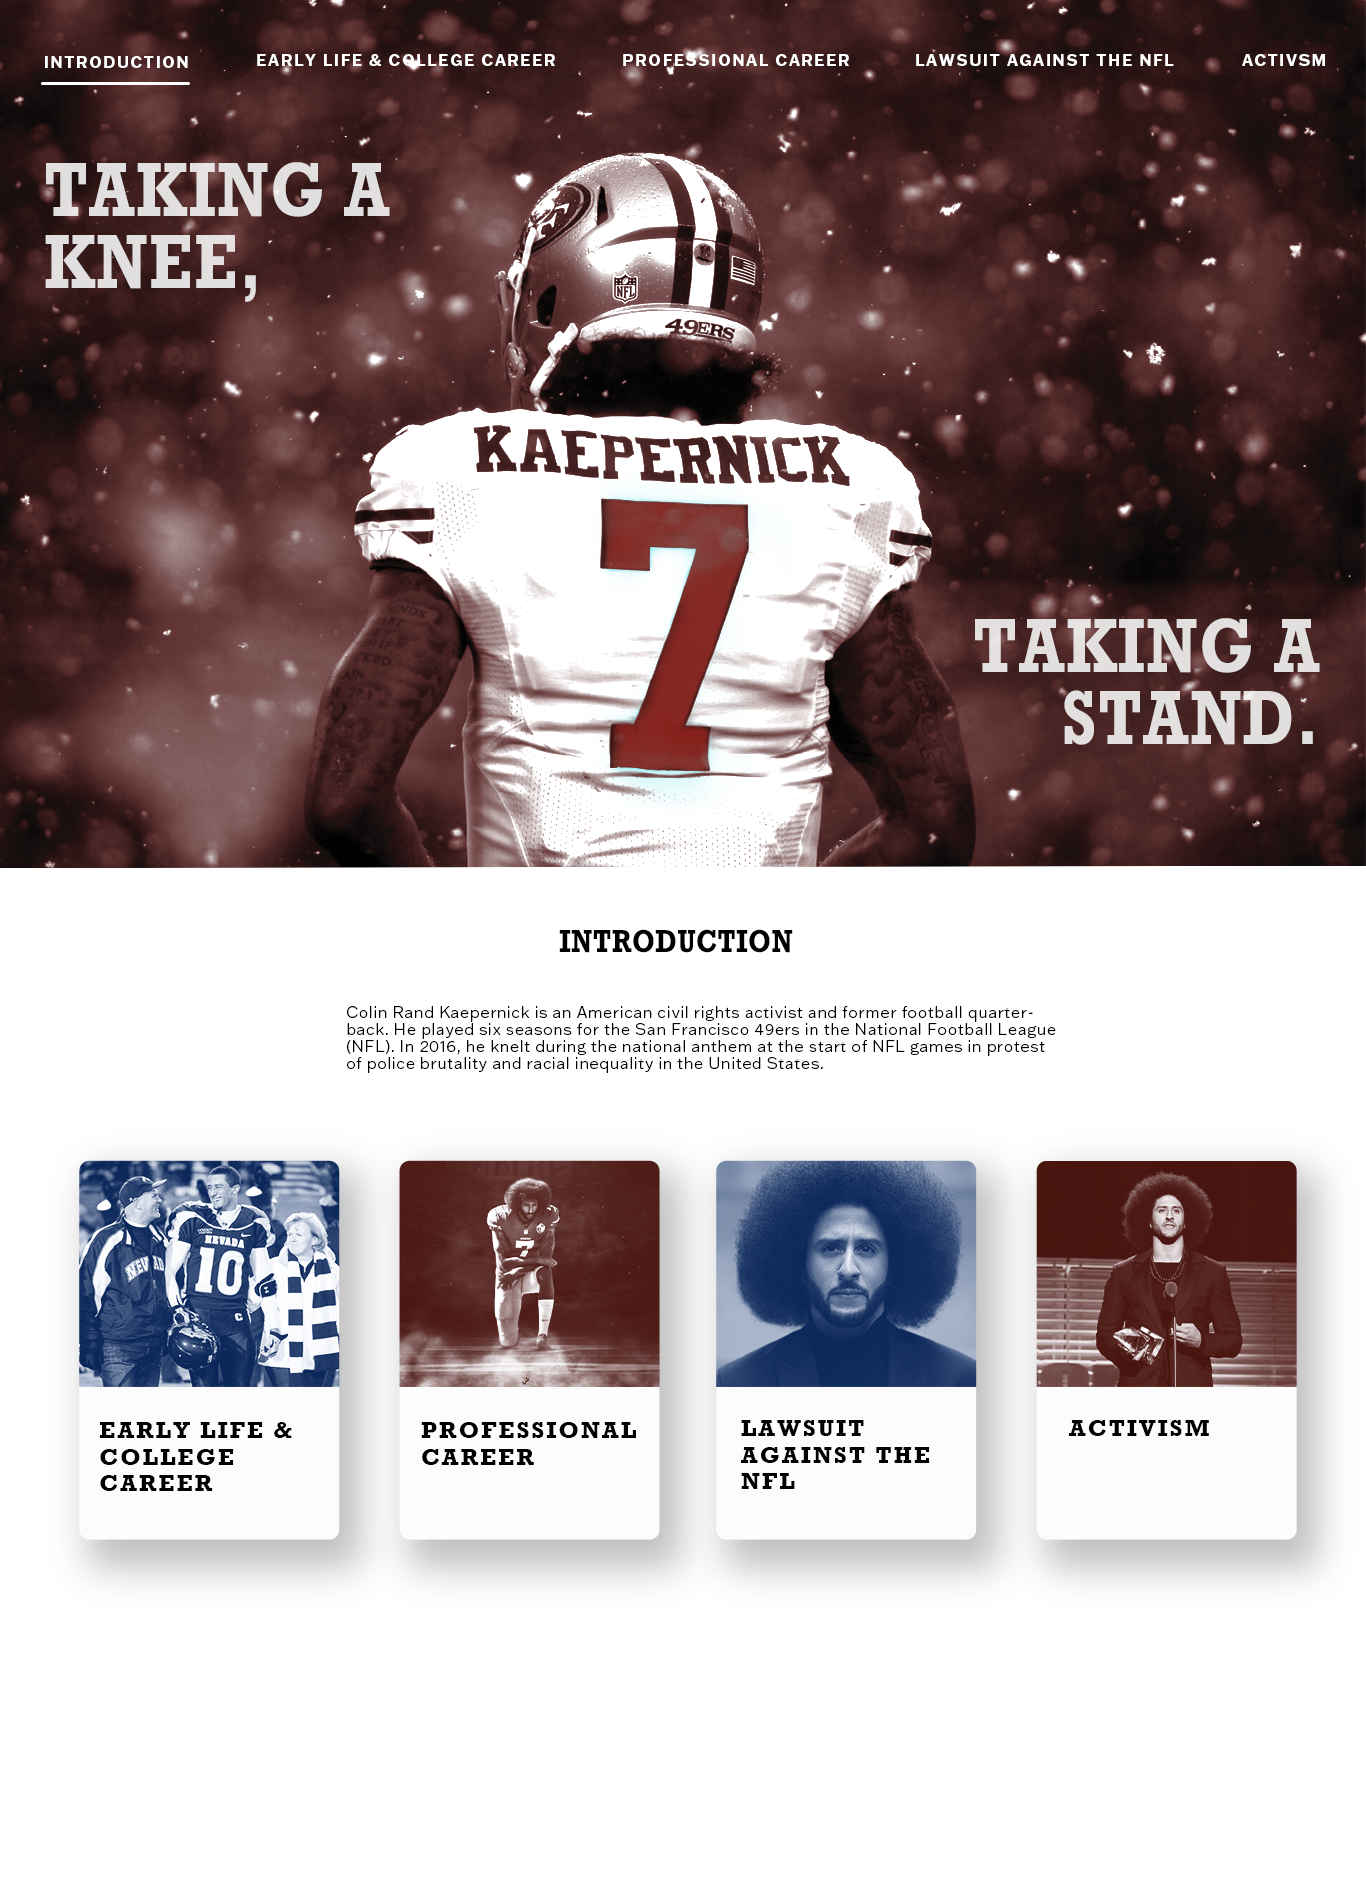 INTRODUCTION
EARLY LIFE & COLLEGE CAREER
PROFESSIONAL CAREER
LAWSUIT AGAINST THE NFL
ACTIVSM
TAKING A
KNEE,
NFL
49ERS
KAEPERNICK
7
TAKING A
STAND.
INTRODUCTION
Colin Rand Kaepernick is an American civil rights activist and former football quarter-
back. He played six seasons for the San Francisco 49ers in the National Football League
(NFL). In 2016, he knelt during the national anthem at the start of NFL games in protest
of police brutality and racial inequality in the United States.
NEVADA
10
C
7
EARLY LIFE &
COLLEGE
CAREER
PROFESSIONAL
CAREER
LAWSUIT
AGAINST THE
NFL
ACTIVISM